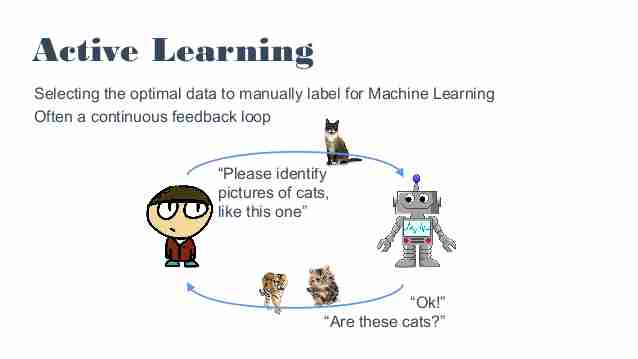 Active Learning
Selecting the optimal data to manually label for Machine Learning
Often a continuous feedback loop
“Please identify
pictures of cats,
like this one”
“Ok!”
“Are these cats?”